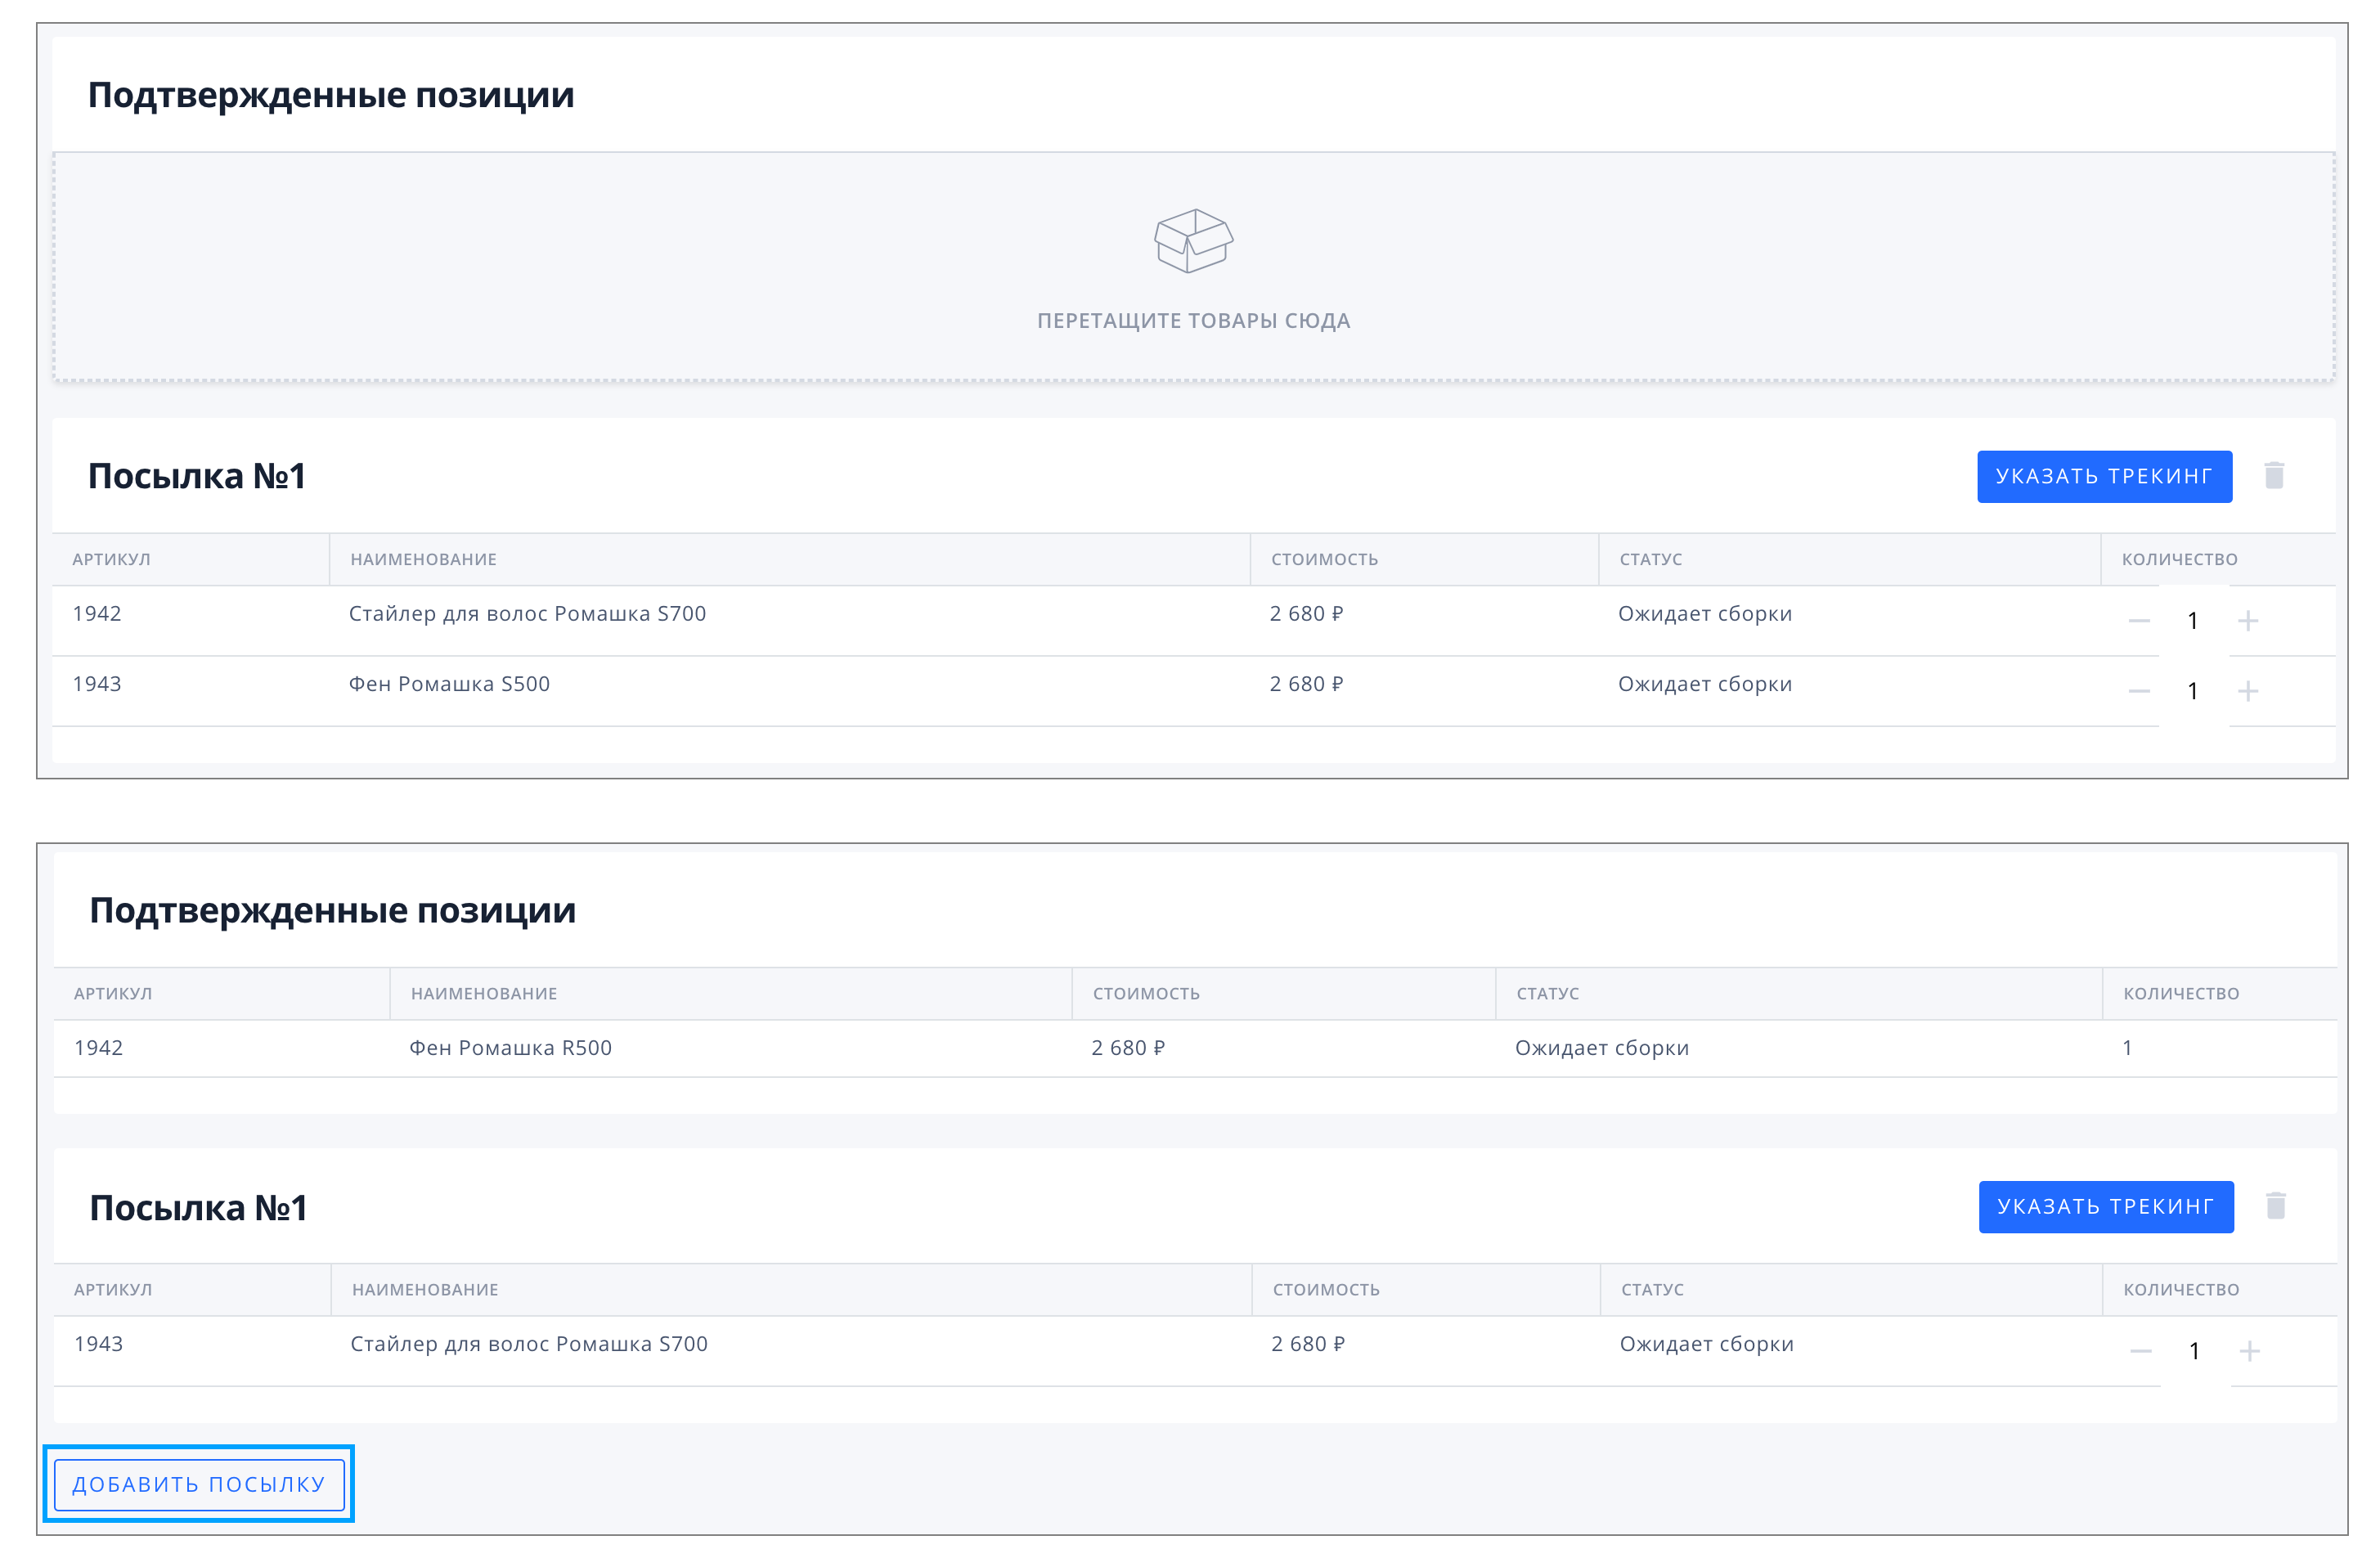 Подтвержденные позиции
ПЕРЕТАЩИТЕ ТОВАРЫ СЮДА
Посылка №1 УКАЗАТЬ ТРЕКИНГ
АРТИКУЛ НАИМЕНОВАНИЕ СТОИМОСТЬ СТАТУС КОЛИЧЕСТВО
1942 Стайлер для волос Ромашка S700 2 680 ₽ Ожидает сборки — 1 +
1943 Фен Ромашка S500 2 680 ₽ Ожидает сборки — 1 +
Подтвержденные позиции
АРТИКУЛ НАИМЕНОВАНИЕ СТОИМОСТЬ СТАТУС КОЛИЧЕСТВО
1942 Фен Ромашка R500 2 680 ₽ Ожидает сборки 1
Посылка №1 УКАЗАТЬ ТРЕКИНГ
АРТИКУЛ НАИМЕНОВАНИЕ СТОИМОСТЬ СТАТУС КОЛИЧЕСТВО
1943 Стайлер для волос Ромашка S700 2 680 ₽ Ожидает сборки — 1 +
ДОБАВИТЬ ПОСЫЛКУ